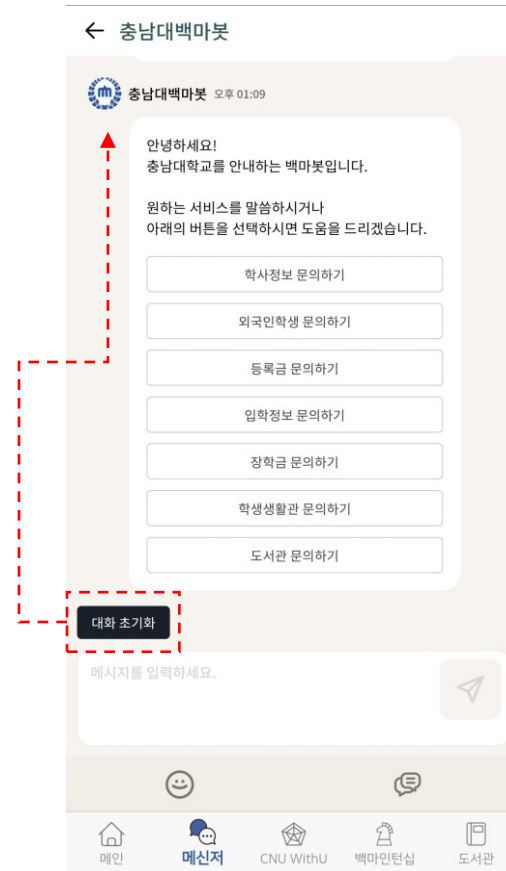 충남대백마봇
충남대백마봇 오후 01:09
안녕하세요!
충남대학교를 안내하는 백마봇입니다.
원하는 서비스를 말씀하시거나
아래의 버튼을 선택하시면 도움을 드리겠습니다.
학사정보 문의하기
외국인학생 문의하기
등록금 문의하기
입학정보 문의하기
장학금 문의하기
학생생활관 문의하기
도서관 문의하기
대화 초기화
메시지를 입력하세요.
메인 메신저 CNU WithU 백마인턴십 도서관